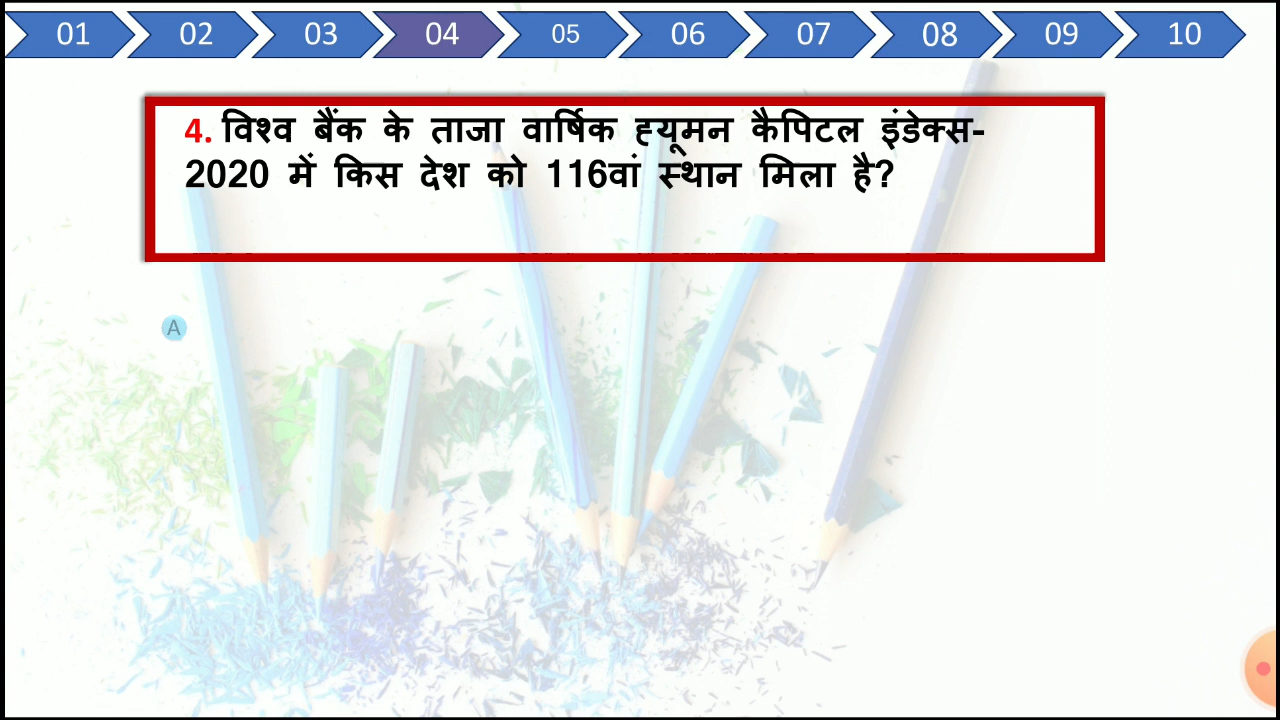 01 02 03 04 05 06 07 08 09 10
4. विश्व बैंक के ताजा वार्षिक ह्यूमन कैपिटल इंडेक्स-
2020 में किस देश को 116वां स्थान मिला है?
A